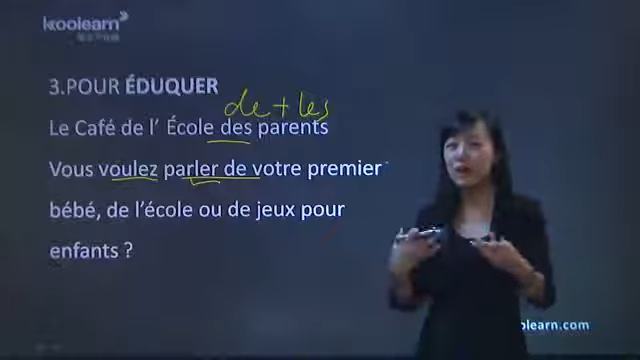 koolearn
3.POUR ÉDUQUER
de + les
Le Café de l' École des parents
Vous voulez parler de votre premier
bébé, de l'école ou de jeux pour
enfants ?
olearn.com